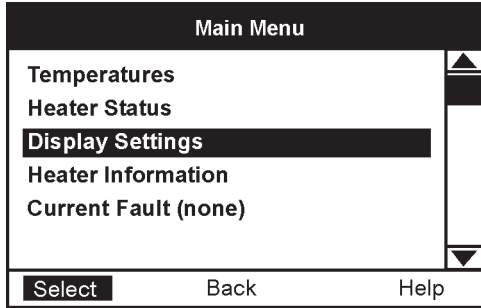 Main Menu
Temperatures
Heater Status
Display Settings
Heater Information
Current Fault (none)
Select Back Help